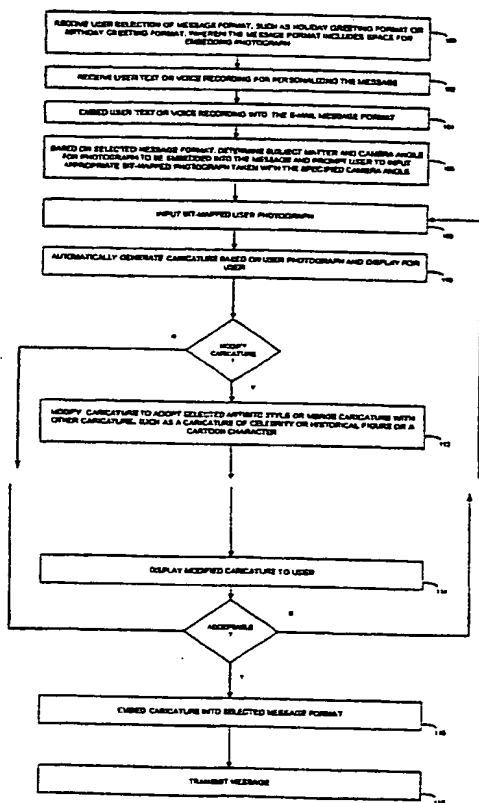 RECEIVE USER SELECTION OF MESSAGE FORMAT, SUCH AS HOLIDAY GREETING FORMAT OR
BIRTHDAY GREETING FORMAT, WHEREIN THE MESSAGE FORMAT INCLUDES SPACE FOR
EMBEDDING PHOTOGRAPH
RECEIVE USER TEXT OR VOICE RECORDING FOR PERSONALIZING THE MESSAGE
EMBED USER TEXT OR VOICE RECORDING INTO THE E-MAIL MESSAGE FORMAT
BASED ON SELECTED MESSAGE FORMAT, DETERMINE SUBJECT MATTER AND CAMERA ANGLE
FOR PHOTOGRAPH TO BE EMBEDDED INTO THE MESSAGE AND PROMPT USER TO INPUT
APPROPRIATE BIT-MAPPED PHOTOGRAPH TAKEN WITH THE SPECIFIED CAMERA ANGLE
INPUT BIT-MAPPED USER PHOTOGRAPH
AUTOMATICALLY GENERATE CARICATURE BASED ON USER PHOTOGRAPH AND DISPLAY FOR
USER
MODIFY
CARICATURE
?
Y
MODIFY CARICATURE TO ADOPT SELECTED ARTISTIC STYLE OR MERGE CARICATURE WITH
OTHER CARICATURE, SUCH AS A CARICATURE OF CELEBRITY OR HISTORICAL FIGURE OR A
CARTOON CHARACTER
112
DISPLAY MODIFIED CARICATURE TO USER
114
ACCEPTABLE
?
Y
EMBED CARICATURE INTO SELECTED MESSAGE FORMAT
116
TRANSMIT MESSAGE